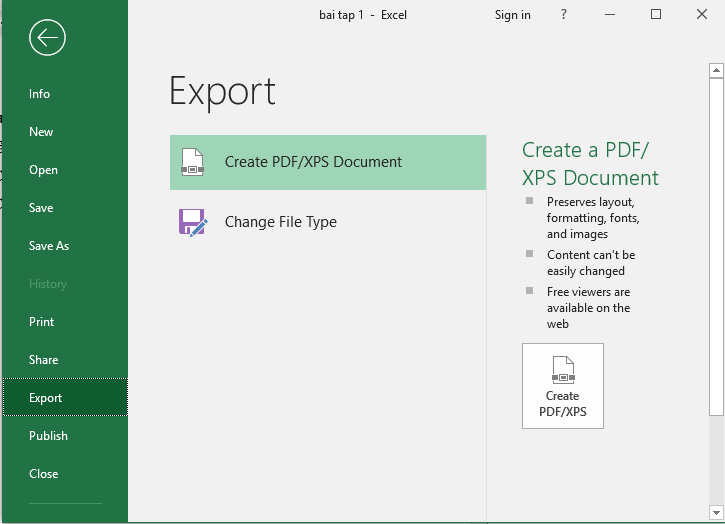 bai tap 1 - Excel
Sign in
?
Info
New
Open
Save
Save As
History
Print
Share
Export
Publish
Close
Export
Create PDF/XPS Document
Change File Type
Create a PDF/
XPS Document
Preserves layout,
formatting, fonts,
and images
Content can't be
easily changed
Free viewers are
available on the
web
Create
PDF/XPS